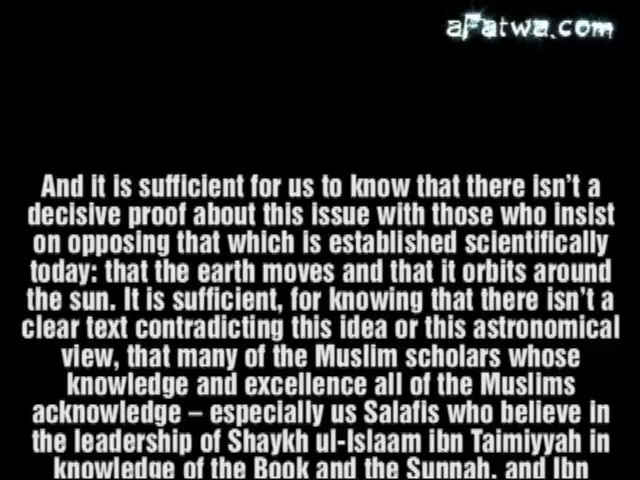 aFatwa.com
And it is sufficient for us to know that there isn't a
decisive proof about this issue with those who insist
on opposing that which is established scientifically
today: that the earth moves and that it orbits around
the sun. It is sufficient, for knowing that there isn't a
clear text contradicting this idea or this astronomical
view, that many of the Muslim scholars whose
knowledge and excellence all of the Muslims
acknowledge – especially us Salafis who believe in
the leadership of Shaykh ul-Islaam ibn Taimiyyah in
knowledge of the Book and the Sunnah, and Ibn